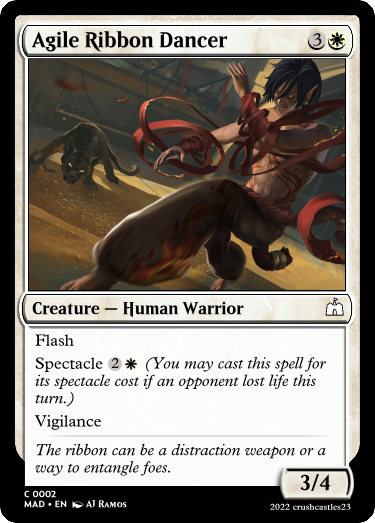 Agile Ribbon Dancer 3
Creature — Human Warrior
Flash
Spectacle 2 (You may cast this spell for
its spectacle cost if an opponent lost life this
turn.)
Vigilance
The ribbon can be a distraction weapon or a
way to entangle foes.
3/4
C 0002
MAD • EN AJ Ramos
2022 crushcastles23